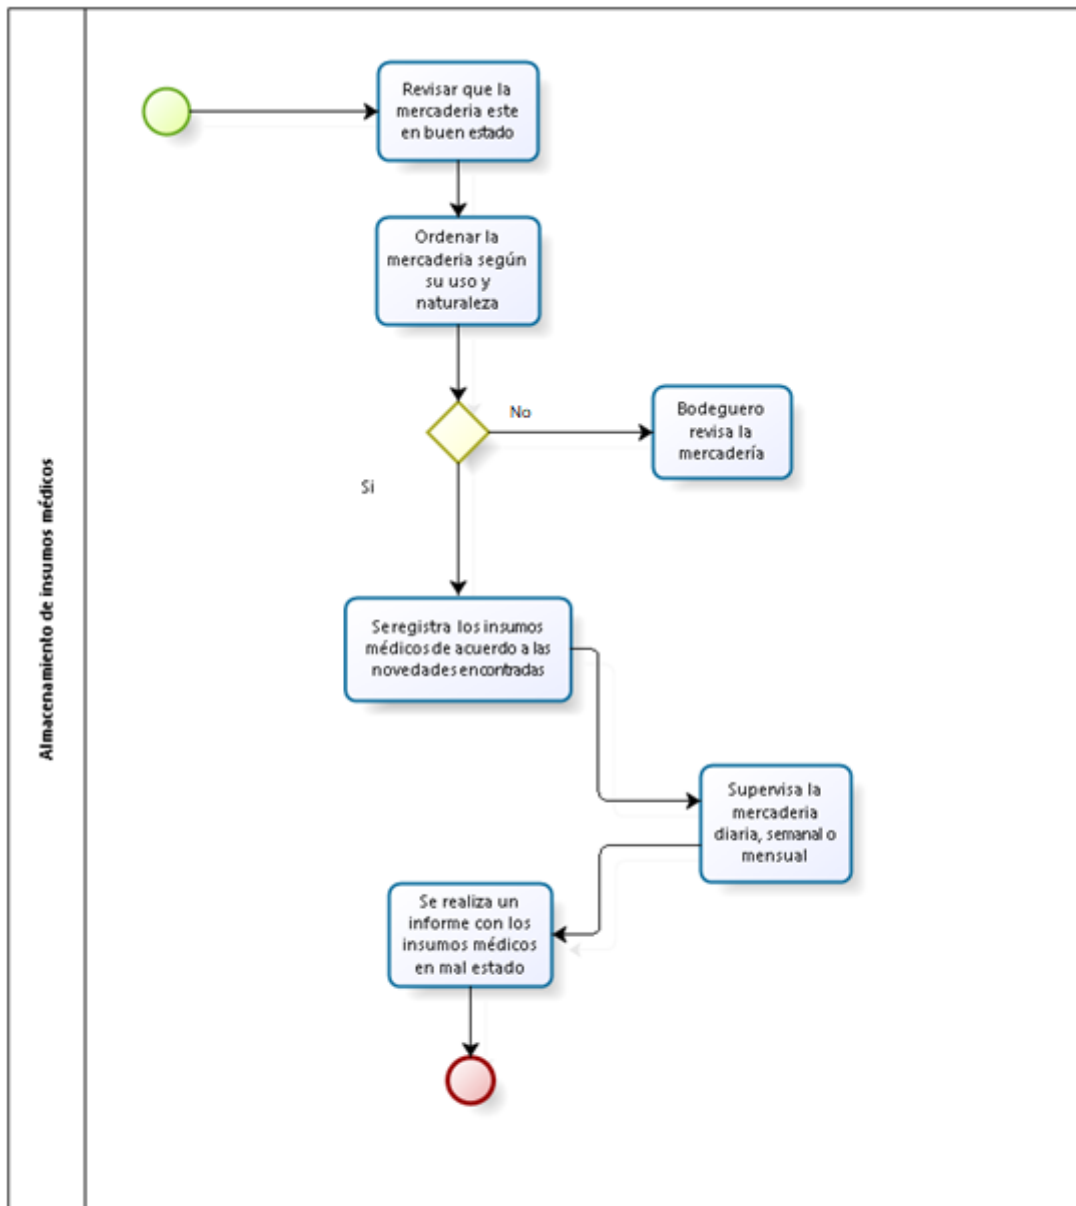 Almacenamiento de insumos médicos
Revisar que la
mercaderia este
en buen estado
Ordenar la
mercaderia según
su uso y
naturaleza
No
Bodeguero
revisa la
mercadería
Si
Se registra los insumos
médicos de acuerdo a las
novedades encontradas
Supervisa la
mercaderia
diaria, semanal o
mensual
Se realiza un
informe con los
insumos médicos
en mal estado